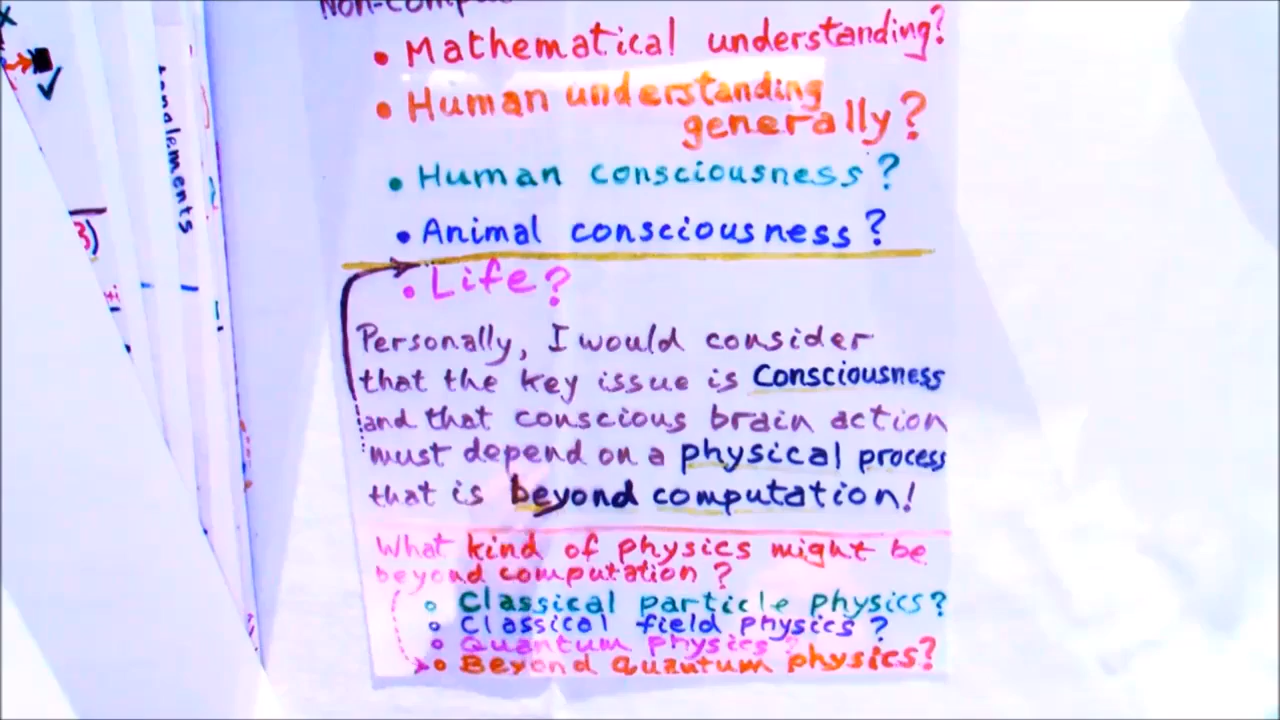 • Mathematical understanding?
• Human understanding
generally?
• Human consciousness?
• Animal consciousness?
• Life?
Personally, I would consider
that the key issue is Consciousness
and that conscious brain action
must depend on a physical process
that is beyond computation!
What kind of physics might be
beyond computation?
○ Classical particle physics?
○ Classical field physics?
○ Quantum physics?
○ Beyond Quantum physics?